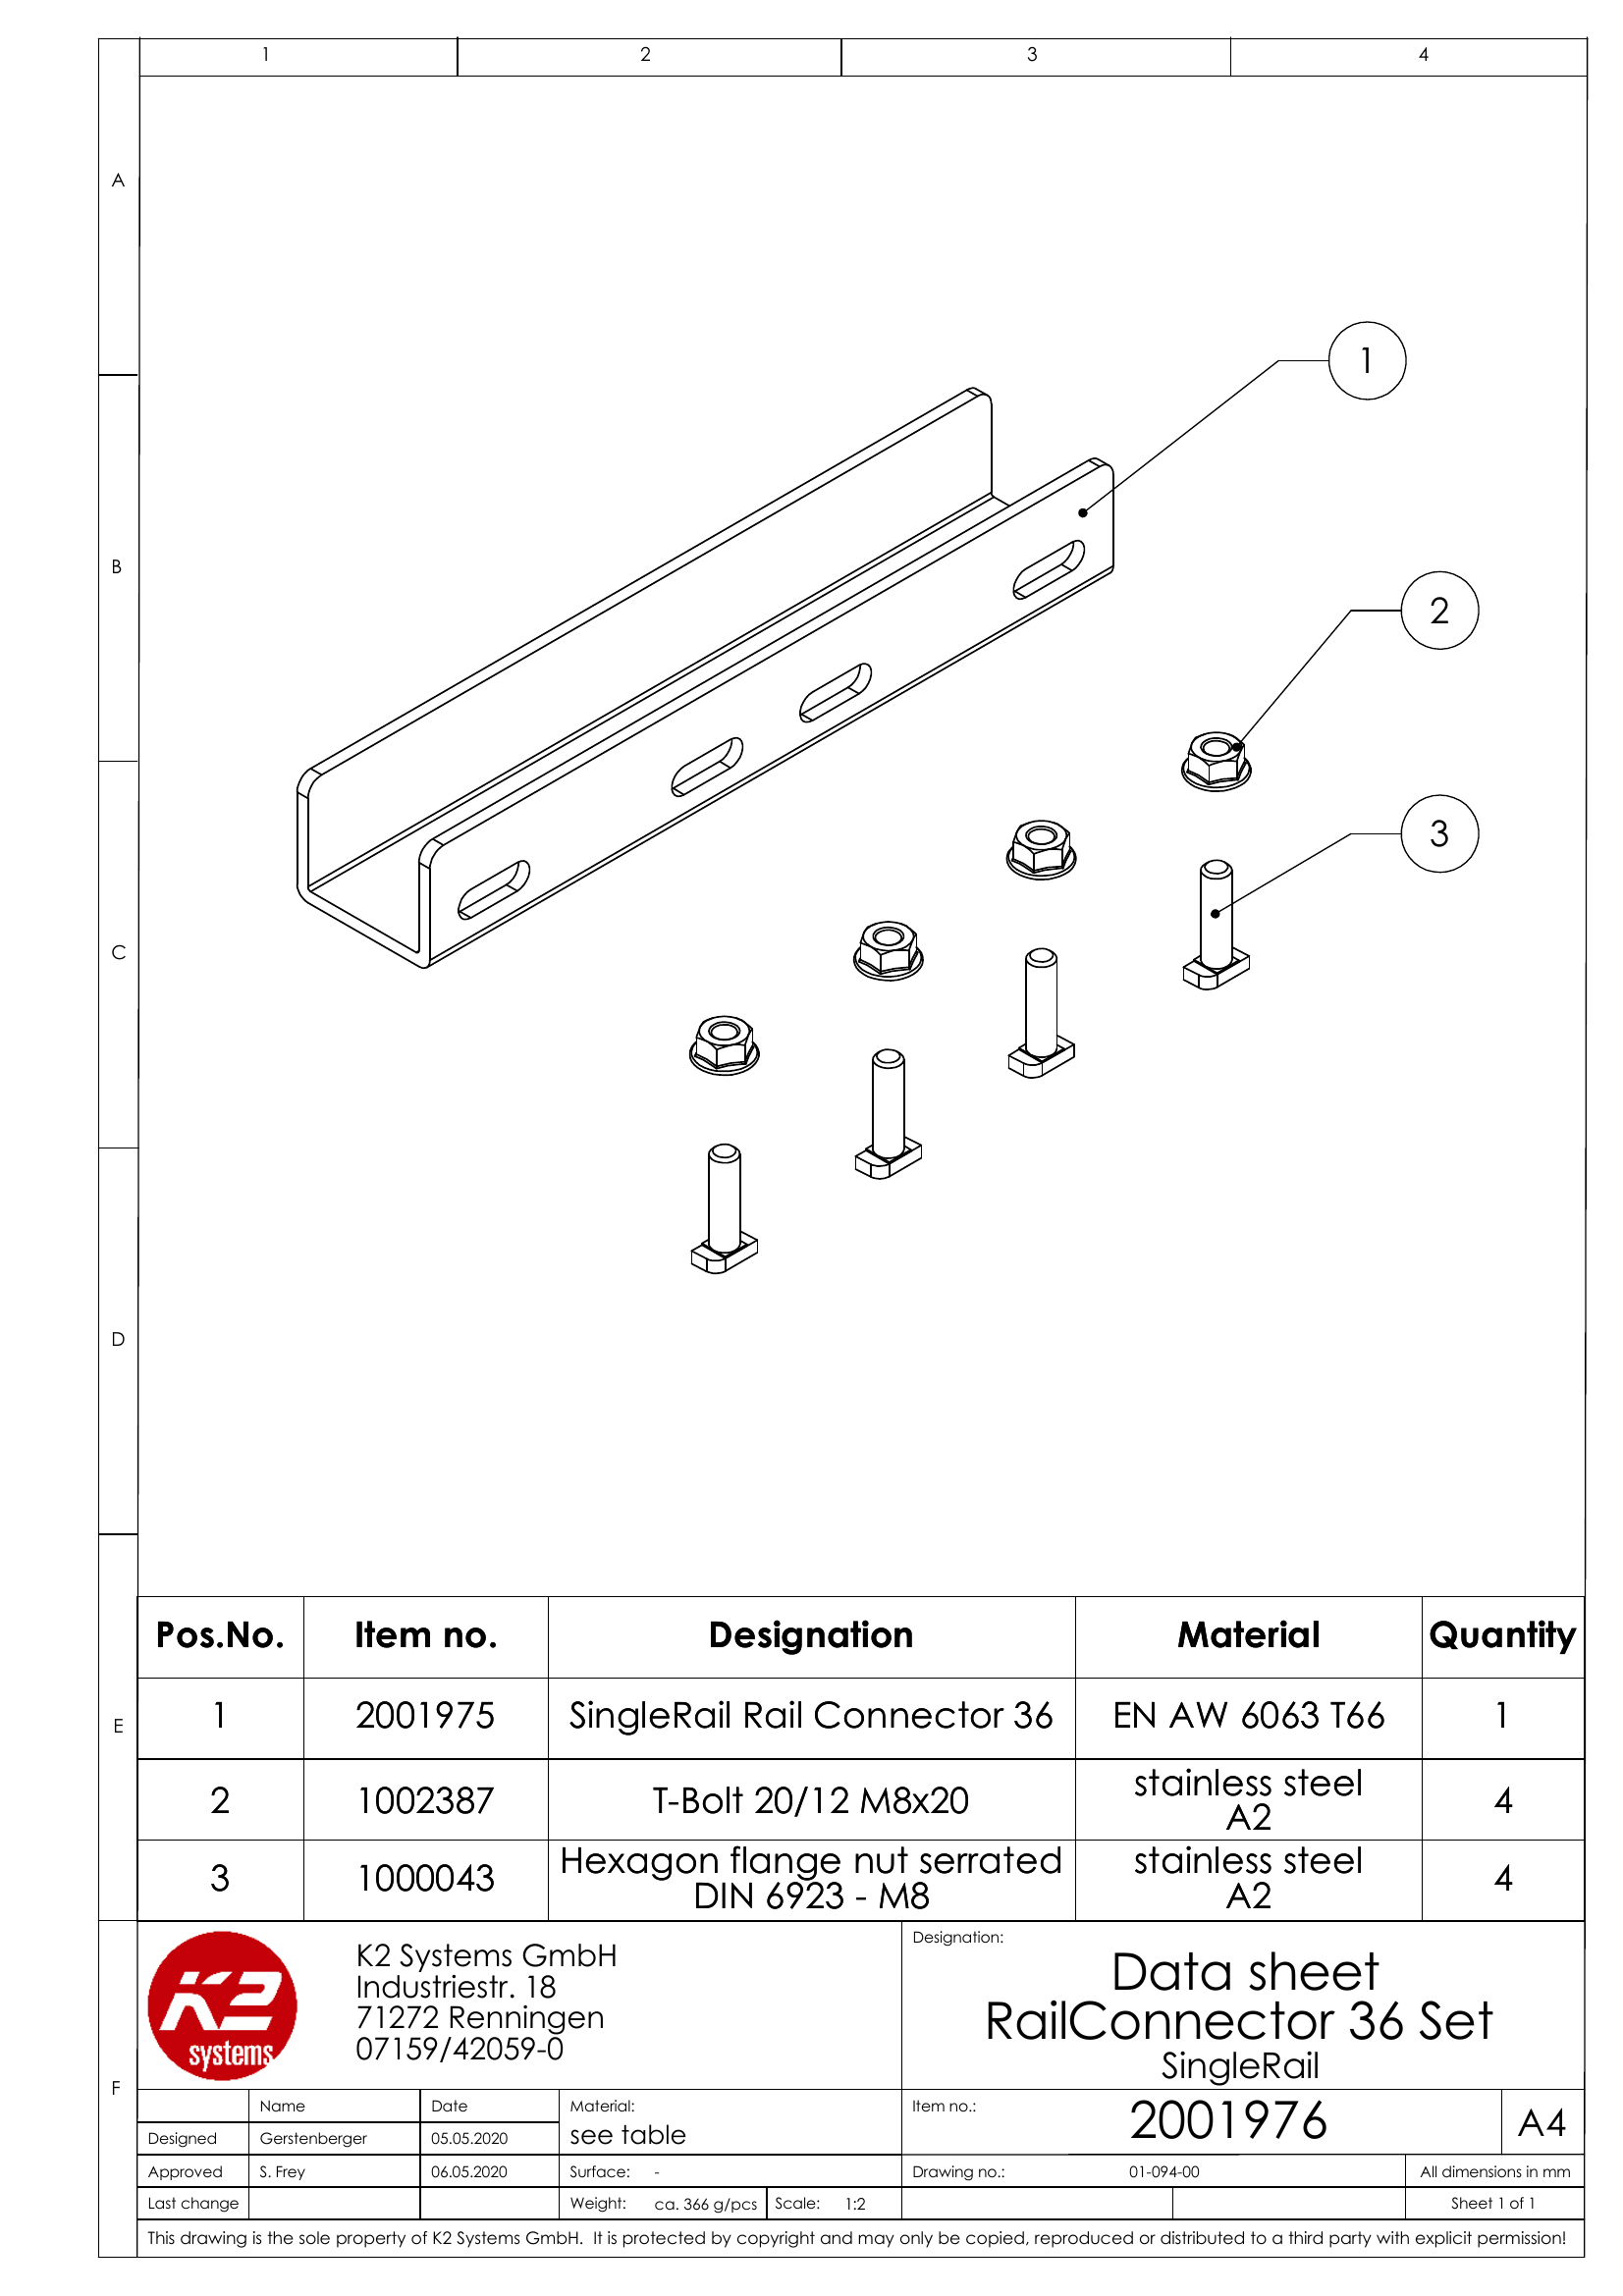 1 2 3 4
A
1
B
2
3
C
D
E
Pos.No. Item no. Designation Material Quantity
1 2001975 SingleRail Rail Connector 36 EN AW 6063 T66 1
2 1002387 T-Bolt 20/12 M8x20 stainless steel A2 4
3 1000043 Hexagon flange nut serrated DIN 6923 - M8 stainless steel A2 4
F
K2 systems
K2 Systems GmbH
Industriestr. 18
71272 Renningen
07159/42059-0
Designation:
Data sheet
RailConnector 36 Set
SingleRail
Name Date Material: see table
Item no.: 2001976 A4
Designed Gerstenberger 05.05.2020
Approved S. Frey 06.05.2020 Surface: - Drawing no.: 01-094-00 All dimensions in mm
Last change Weight: ca. 366 g/pcs Scale: 1:2 Sheet 1 of 1
This drawing is the sole property of K2 Systems GmbH. It is protected by copyright and may only be copied, reproduced or distributed to a third party with explicit permission!